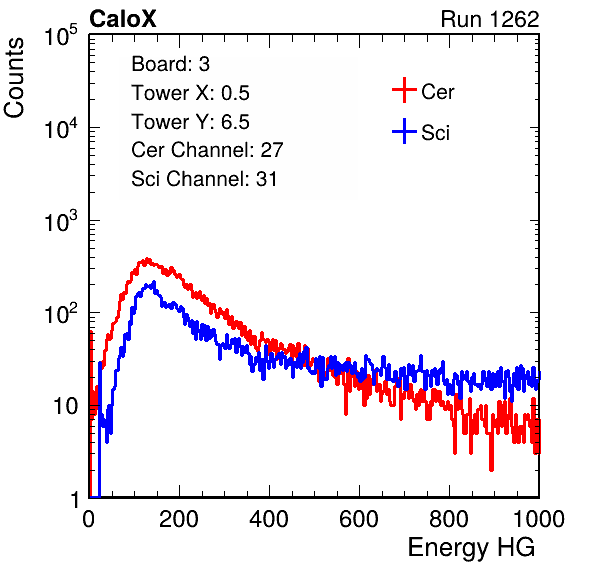 CaloX Run 1262
Counts
10^5
10^4
10^3
10^2
10
1
Board: 3
Tower X: 0.5
Tower Y: 6.5
Cer Channel: 27
Sci Channel: 31
Cer
Sci
0 200 400 600 800 1000
Energy HG